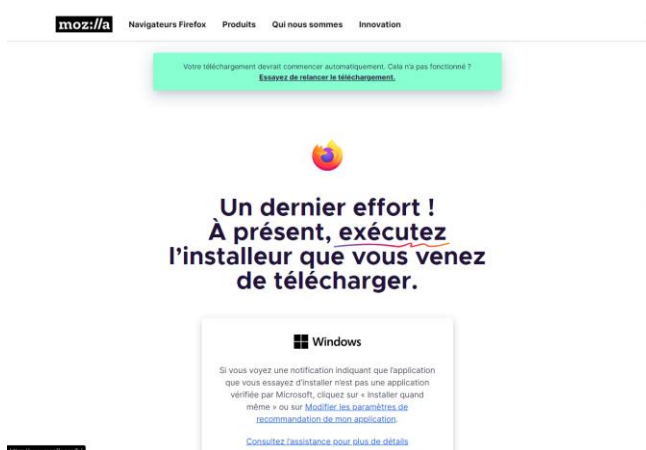 moz://a Navigateurs Firefox Produits Qui nous sommes Innovation
Votre téléchargement devrait commencer automatiquement. Cela n'a pas fonctionné ?
Essayez de relancer le téléchargement.
Un dernier effort !
À présent, exécutez
l'installeur que vous venez
de télécharger.
Windows
Si vous voyez une notification indiquant que l'application
que vous essayez d'installer n'est pas une application
vérifiée par Microsoft, cliquez sur « Installer quand
même » ou sur Modifier les paramètres de
recommandation de mon application.
Consultez l'assistance pour plus de détails